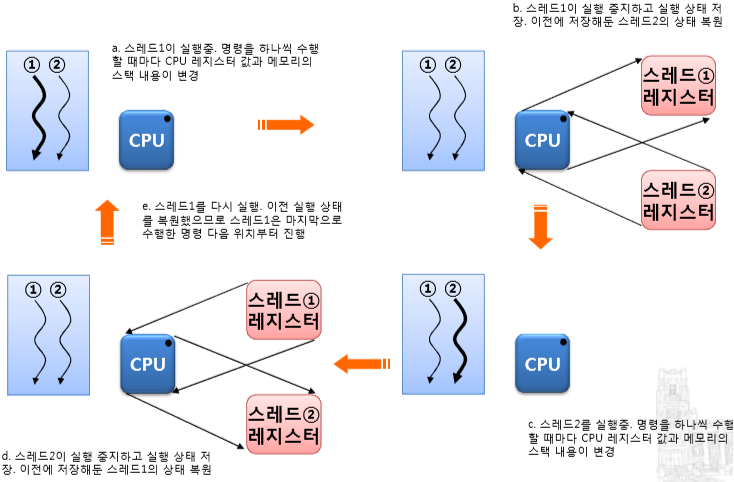 a. 스레드1이 실행중. 명령을 하나씩 수행
할 때마다 CPU 레지스터 값과 메모리의
스택 내용이 변경
① ②
CPU
b. 스레드1이 실행 중지하고 실행 상태 저
장. 이전에 저장해둔 스레드2의 상태 복원
① ②
CPU
스레드①
레지스터
스레드②
레지스터
① ②
CPU
c. 스레드2를 실행중. 명령을 하나씩 수행
할 때마다 CPU 레지스터 값과 메모리의
스택 내용이 변경
① ②
CPU
스레드①
레지스터
스레드②
레지스터
d. 스레드2이 실행 중지하고 실행 상태 저
장. 이전에 저장해둔 스레드1의 상태 복원
e. 스레드1를 다시 실행. 이전 실행 상태
를 복원했으므로 스레드1은 마지막으로
수행한 명령 다음 위치부터 진행